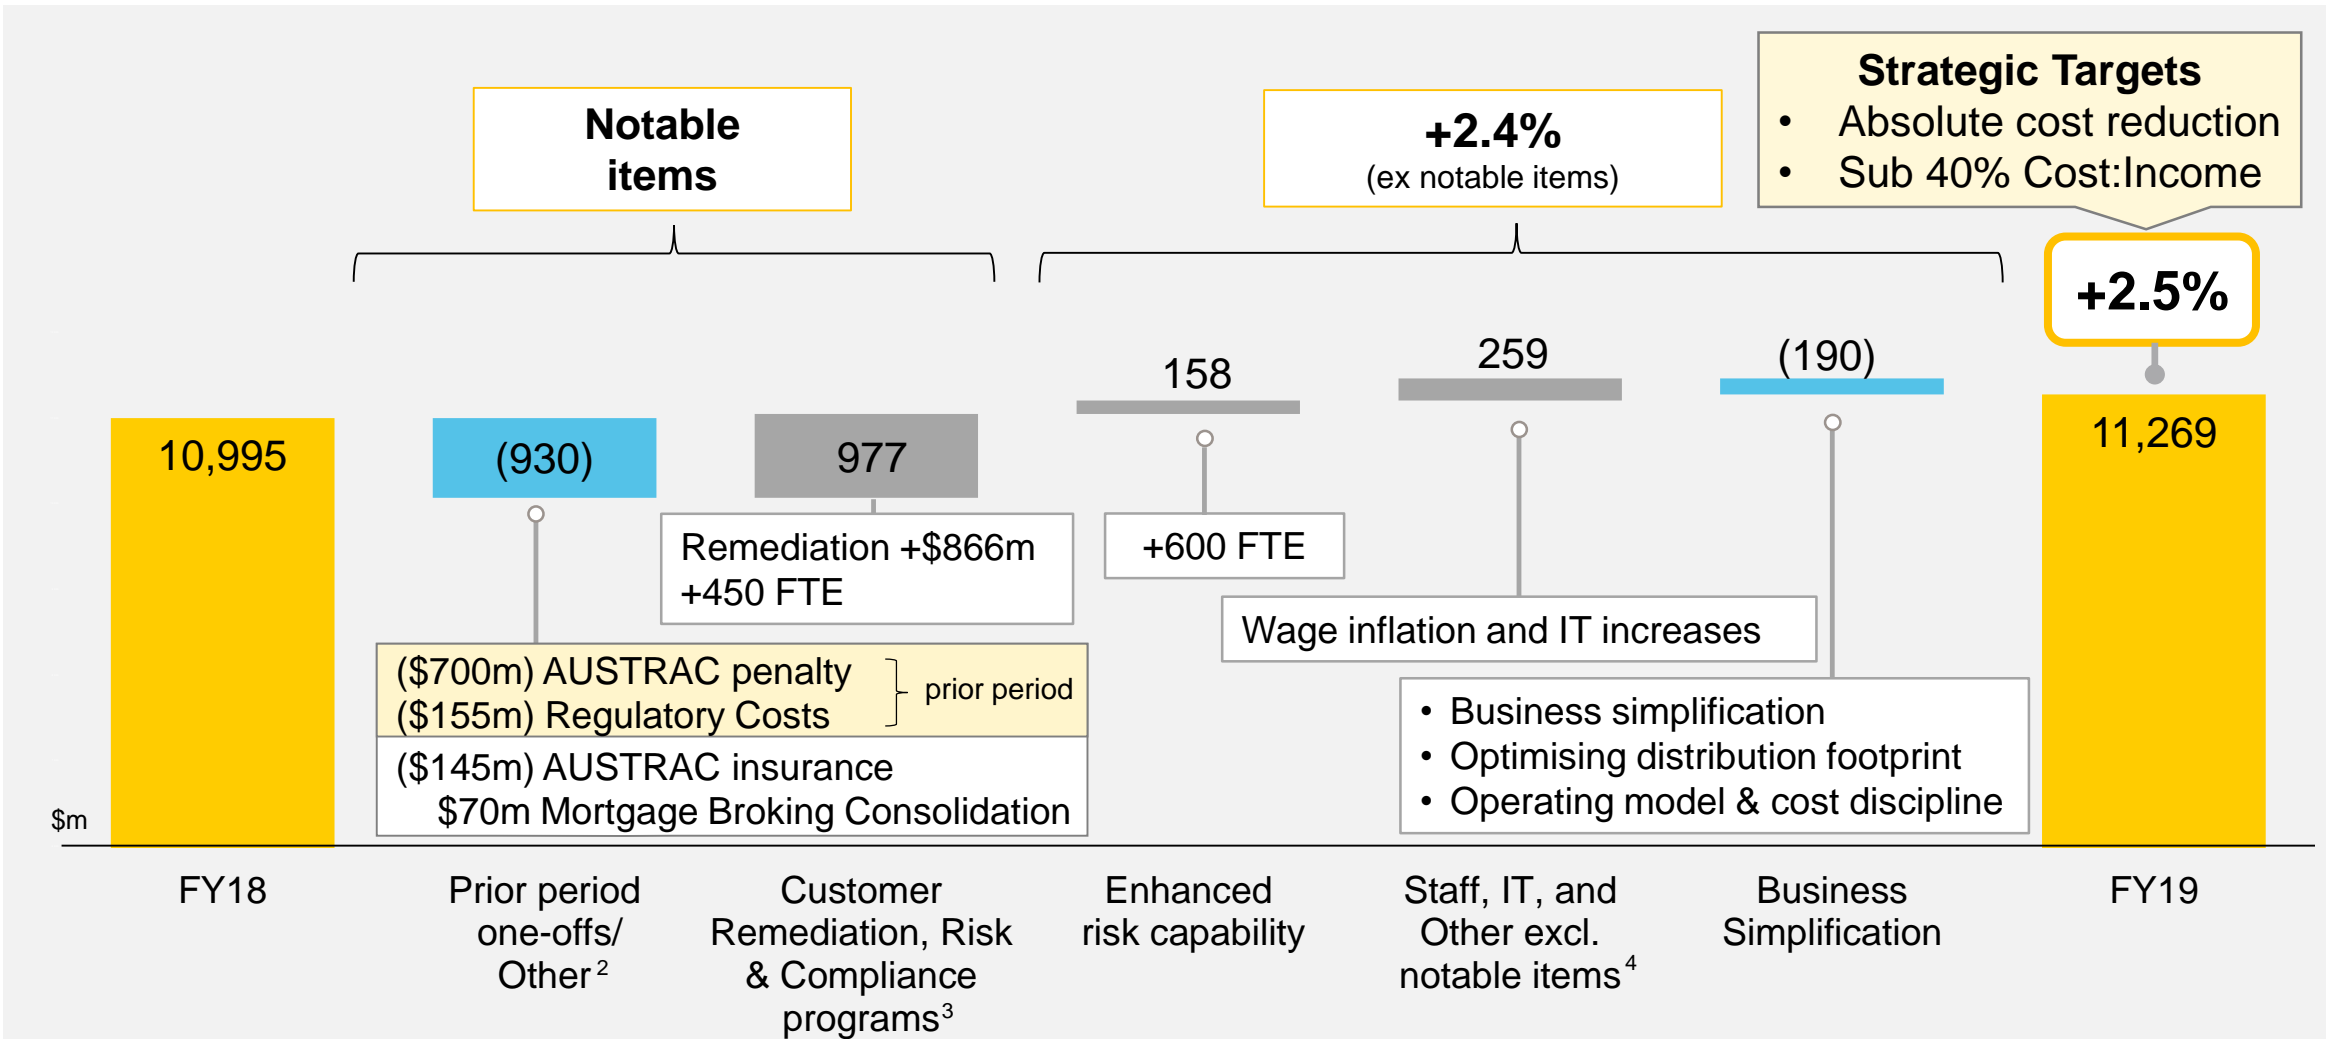 Strategic Targets
• Absolute cost reduction
• Sub 40% Cost:Income
Notable
items
+2.4%
(ex notable items)
+2.5%
10,995
(930)
977
158
259
(190)
11,269
Remediation +$866m
+450 FTE
+600 FTE
Wage inflation and IT increases
($700m) AUSTRAC penalty
($155m) Regulatory Costs
prior period
($145m) AUSTRAC insurance
$70m Mortgage Broking Consolidation
• Business simplification
• Optimising distribution footprint
• Operating model & cost discipline
$m
FY18
Prior period
one-offs/
Other 2
Customer
Remediation, Risk
& Compliance
programs3
Enhanced
risk capability
Staff, IT, and
Other excl.
notable items 4
Business
Simplification
FY19